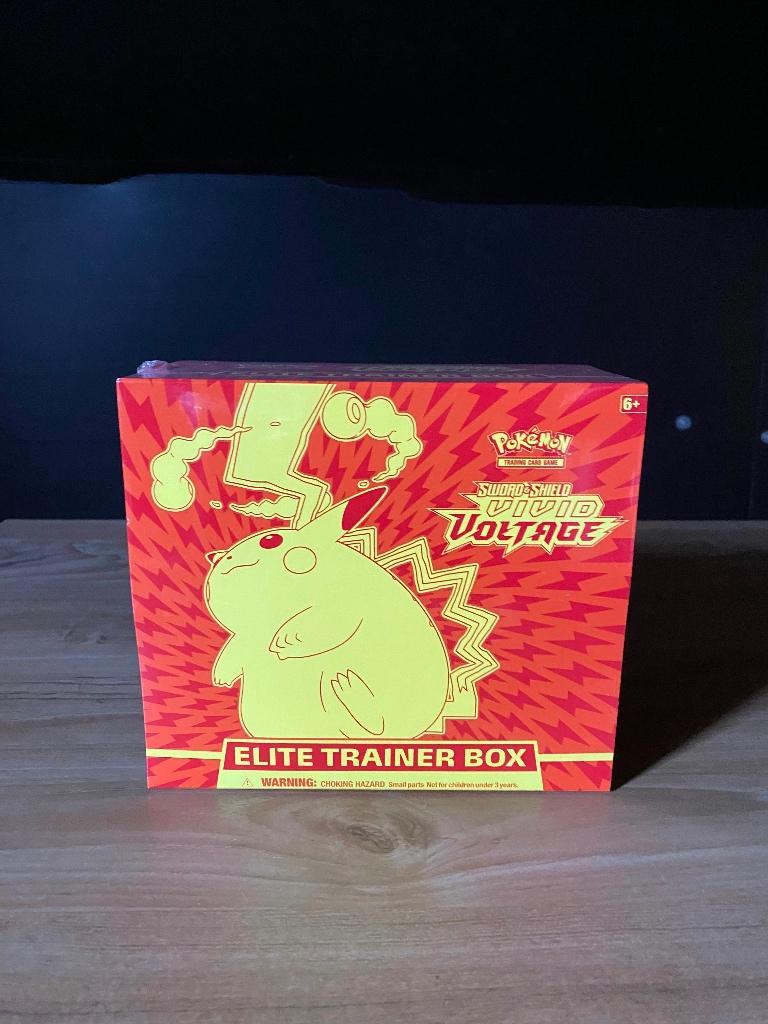 6+
Pokémon
TRADING CARD GAME
SWORD & SHIELD
VIVID
VOLTAGE
ELITE TRAINER BOX
WARNING: CHOKING HAZARD Small parts Not for children under 3 years.